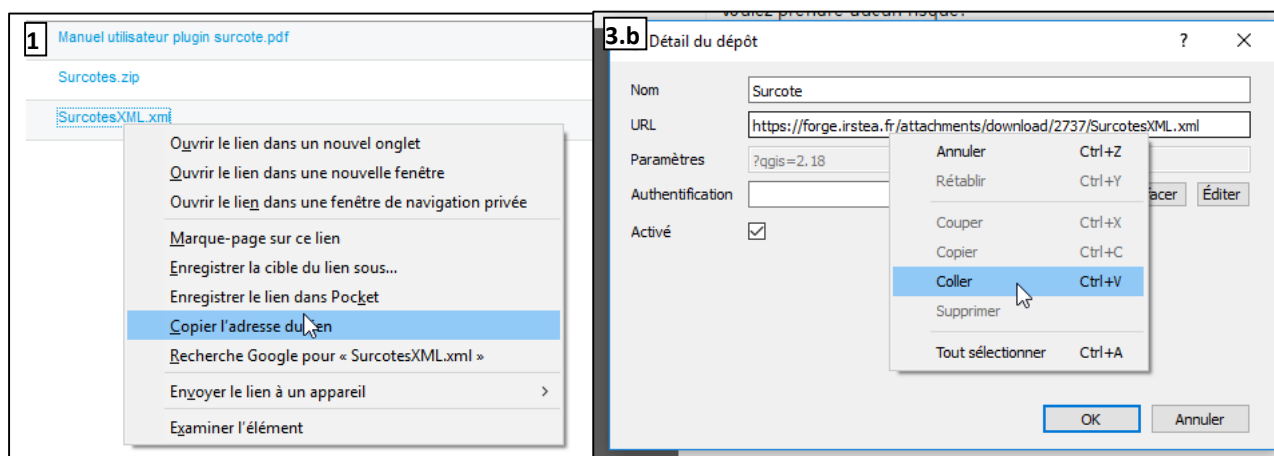 1
Manuel utilisateur plugin surcote.pdf
Surcotes.zip
SurcotesXML.xml
Ouvrir le lien dans un nouvel onglet
Ouvrir le lien dans une nouvelle fenêtre
Ouvrir le lien dans une fenêtre de navigation privée
Marque-page sur ce lien
Enregistrer la cible du lien sous...
Enregistrer le lien dans Pocket
Copier l'adresse du lien
Recherche Google pour « SurcotesXML.xml »
Envoyer le lien à un appareil >
Examiner l'élément
voulez prendre aucun risque?
3.b
Détail du dépôt ? X
Nom Surcote
URL https://forge.irstea.fr/attachments/download/2737/SurcotesXML.xml
Paramètres ?qgis=2.18
Authentification facer Éditer
Activé
Annuler Ctrl+Z
Rétablir Ctrl+Y
Couper Ctrl+X
Copier Ctrl+C
Coller Ctrl+V
Supprimer
Tout sélectionner Ctrl+A
OK Annuler